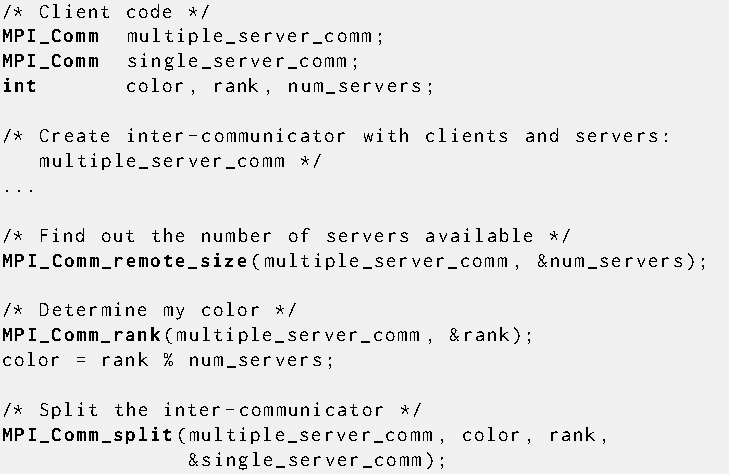 /* Client code */
MPI_Comm multiple_server_comm;
MPI_Comm single_server_comm;
int color, rank, num_servers;
/* Create inter-communicator with clients and servers:
multiple_server_comm */
...
/* Find out the number of servers available */
MPI_Comm_remote_size(multiple_server_comm, &num_servers);
/* Determine my color */
MPI_Comm_rank(multiple_server_comm, &rank);
color = rank % num_servers;
/* Split the inter-communicator */
MPI_Comm_split(multiple_server_comm, color, rank,
&single_server_comm);